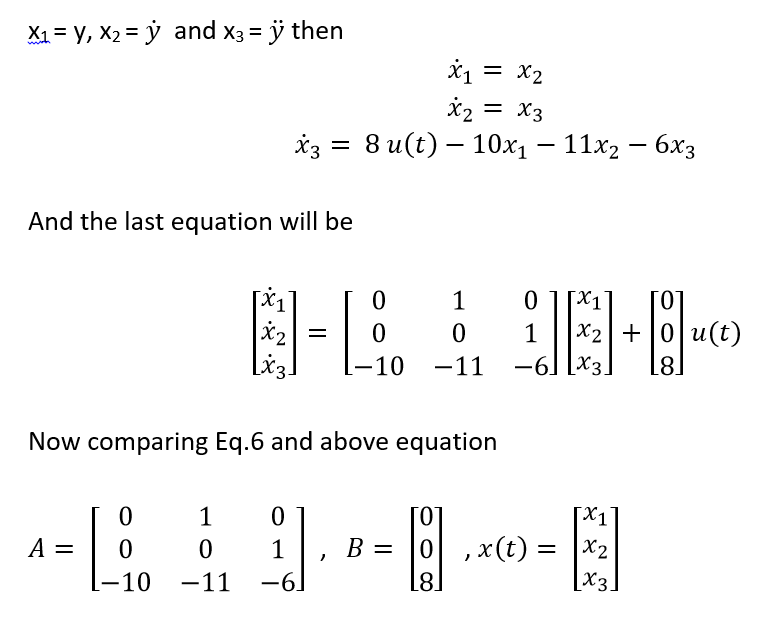 x₁ = y, x₂ = ẏ and x₃ = ÿ then
ẋ₁ = x₂
ẋ₂ = x₃
ẋ₃ = 8 u(t) − 10x₁ − 11x₂ − 6x₃
And the last equation will be
[ẋ₁ ẋ₂ ẋ₃] = [0 1 0; 0 0 1; −10 −11 −6] [x₁ x₂ x₃] + [0 0 8] u(t)
Now comparing Eq.6 and above equation
A = [0 1 0; 0 0 1; −10 −11 −6] , B = [0 0 8] , x(t) = [x₁ x₂ x₃]